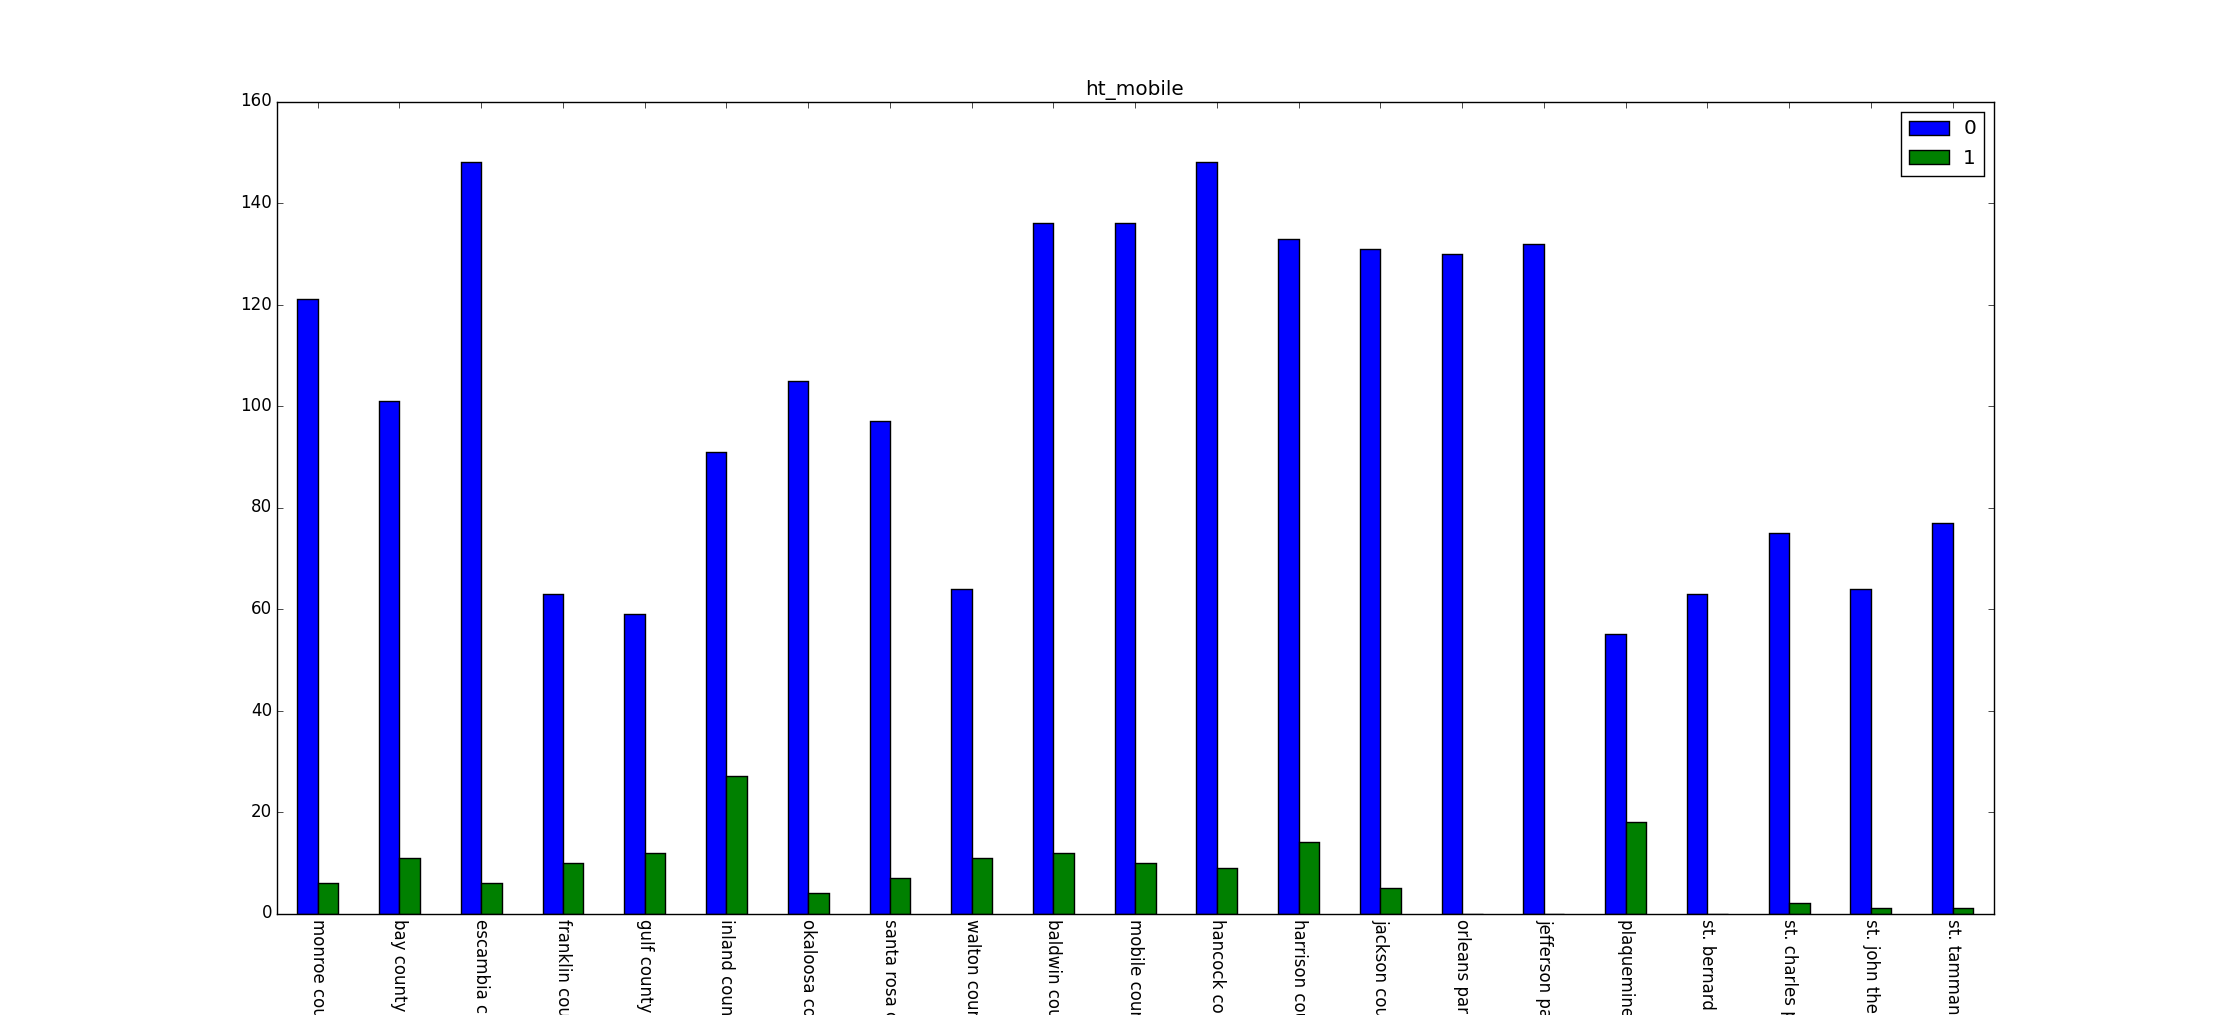 ht_mobile
160
140
120
100
80
60
40
20
0
0
1
monroe cou
bay county
escambia c
franklin cou
gulf county
inland coun
okaloosa co
santa rosa c
walton cour
baldwin cou
mobile cour
hancock co
harrison cou
jackson cou
orleans par
jefferson pa
plaquemine
st. bernard
st. charles p
st. john the
st. tamman